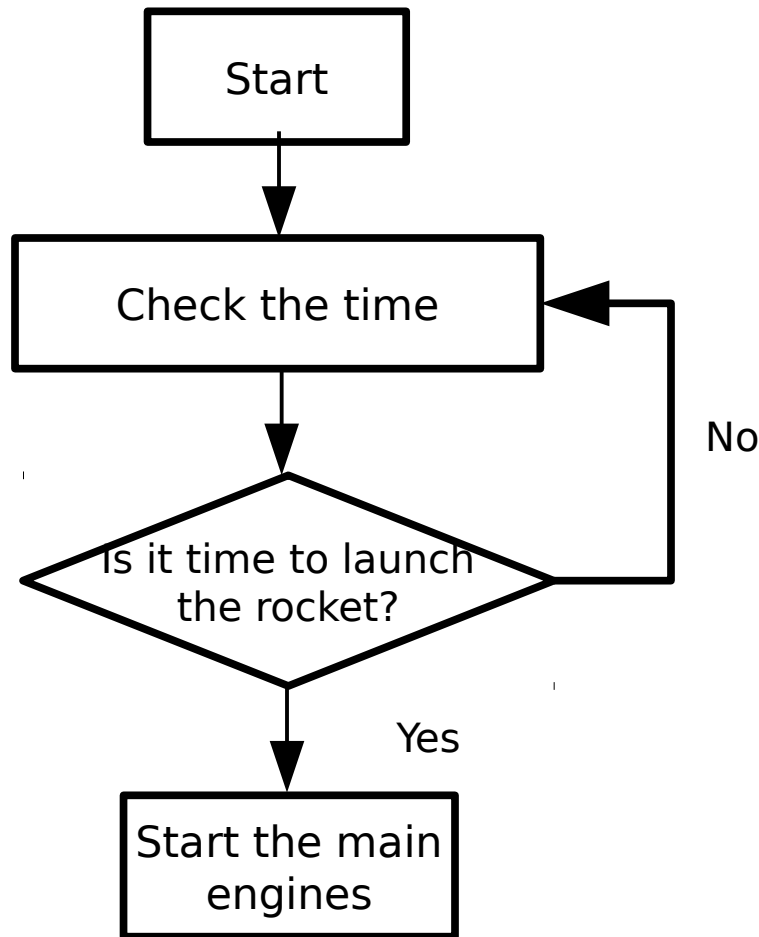 Start
Check the time
No
Is it time to launch
the rocket?
Yes
Start the main
engines